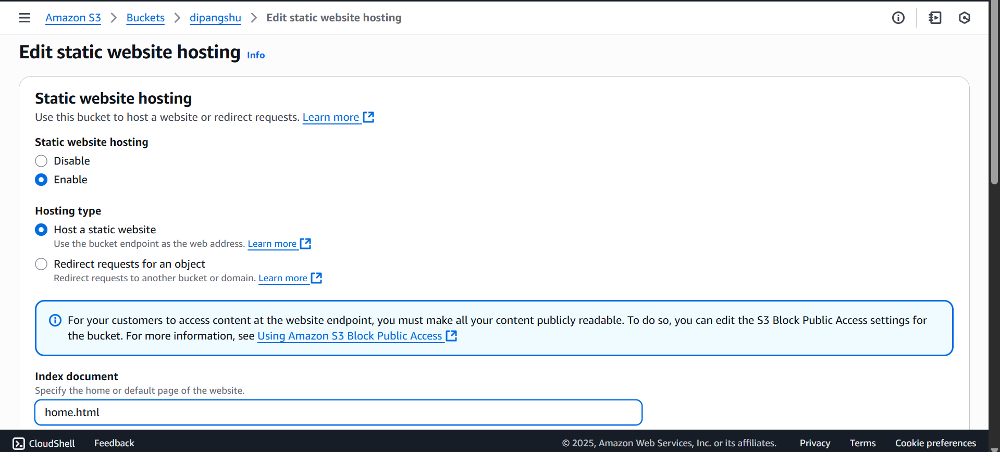 Amazon S3 > Buckets > dipangshu > Edit static website hosting
Edit static website hosting Info
Static website hosting
Use this bucket to host a website or redirect requests. Learn more
Static website hosting
Disable
Enable
Hosting type
Host a static website
Use the bucket endpoint as the web address. Learn more
Redirect requests for an object
Redirect requests to another bucket or domain. Learn more
For your customers to access content at the website endpoint, you must make all your content publicly readable. To do so, you can edit the S3 Block Public Access settings for
the bucket. For more information, see Using Amazon S3 Block Public Access
Index document
Specify the home or default page of the website.
home.html
CloudShell Feedback © 2025, Amazon Web Services, Inc. or its affiliates. Privacy Terms Cookie preferences